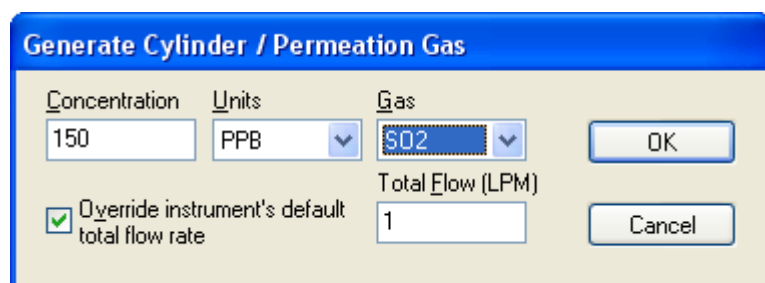 Generate Cylinder / Permeation Gas
Concentration Units Gas
150 PPB SO2 OK
Total Flow (LPM)
Override instrument's default
total flow rate
1 Cancel